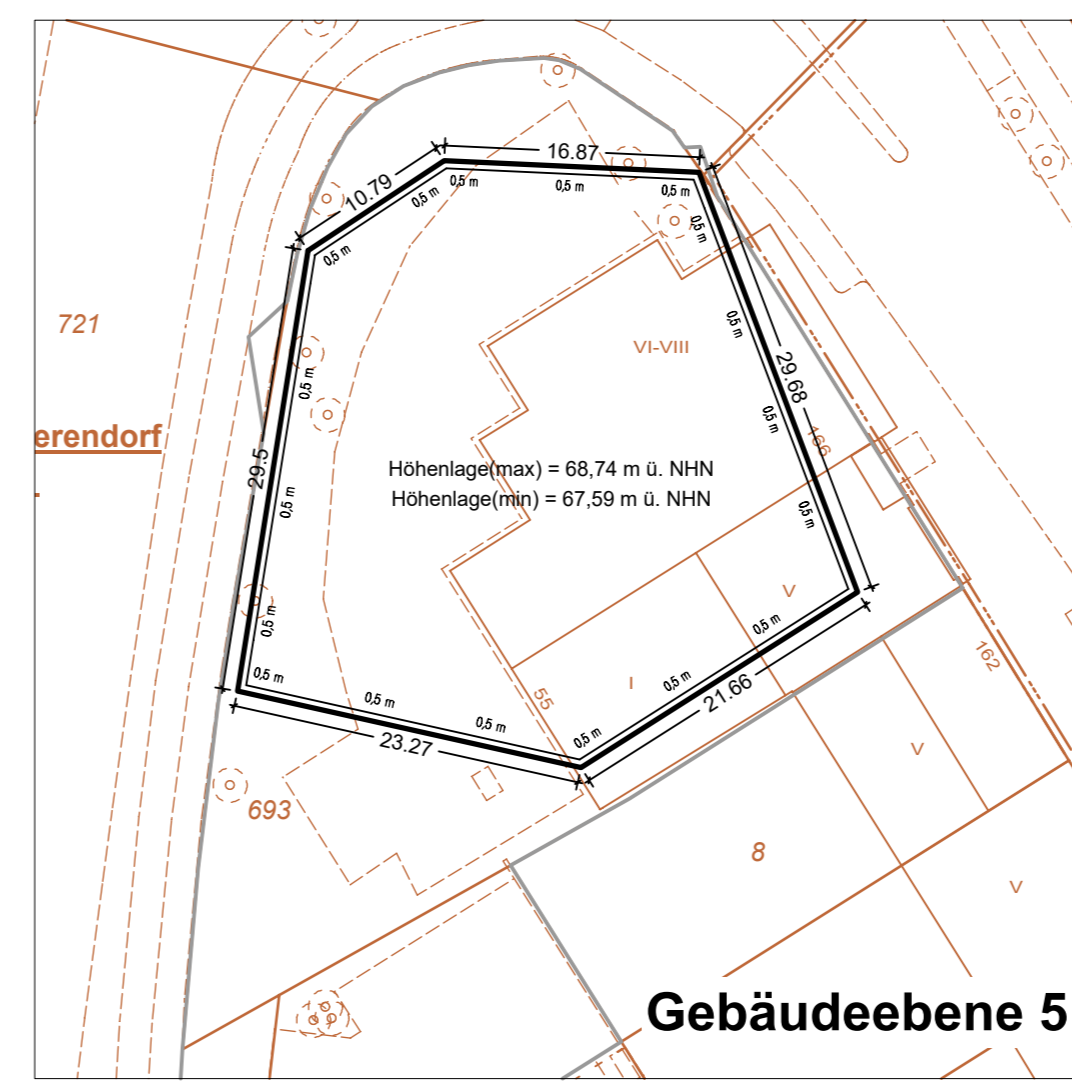 16.87
10.79
0,5 m
0,5 m
0,5 m
0,5 m
0,5 m
0,5 m
721
VI-VIII
0,5 m
29.68
0,5 m
0,5 m
erendorf
166
29.5
Höhenlage(max) = 68,74 m ü. NHN
Höhenlage(min) = 67,59 m ü. NHN
0,5 m
0,5 m
V
0,5 m
0,5 m
162
0,5 m
0,5 m
I
55
21.66
0,5 m
0,5 m
0,5 m
23.27
V
693
8
V
Gebäudeebene 5